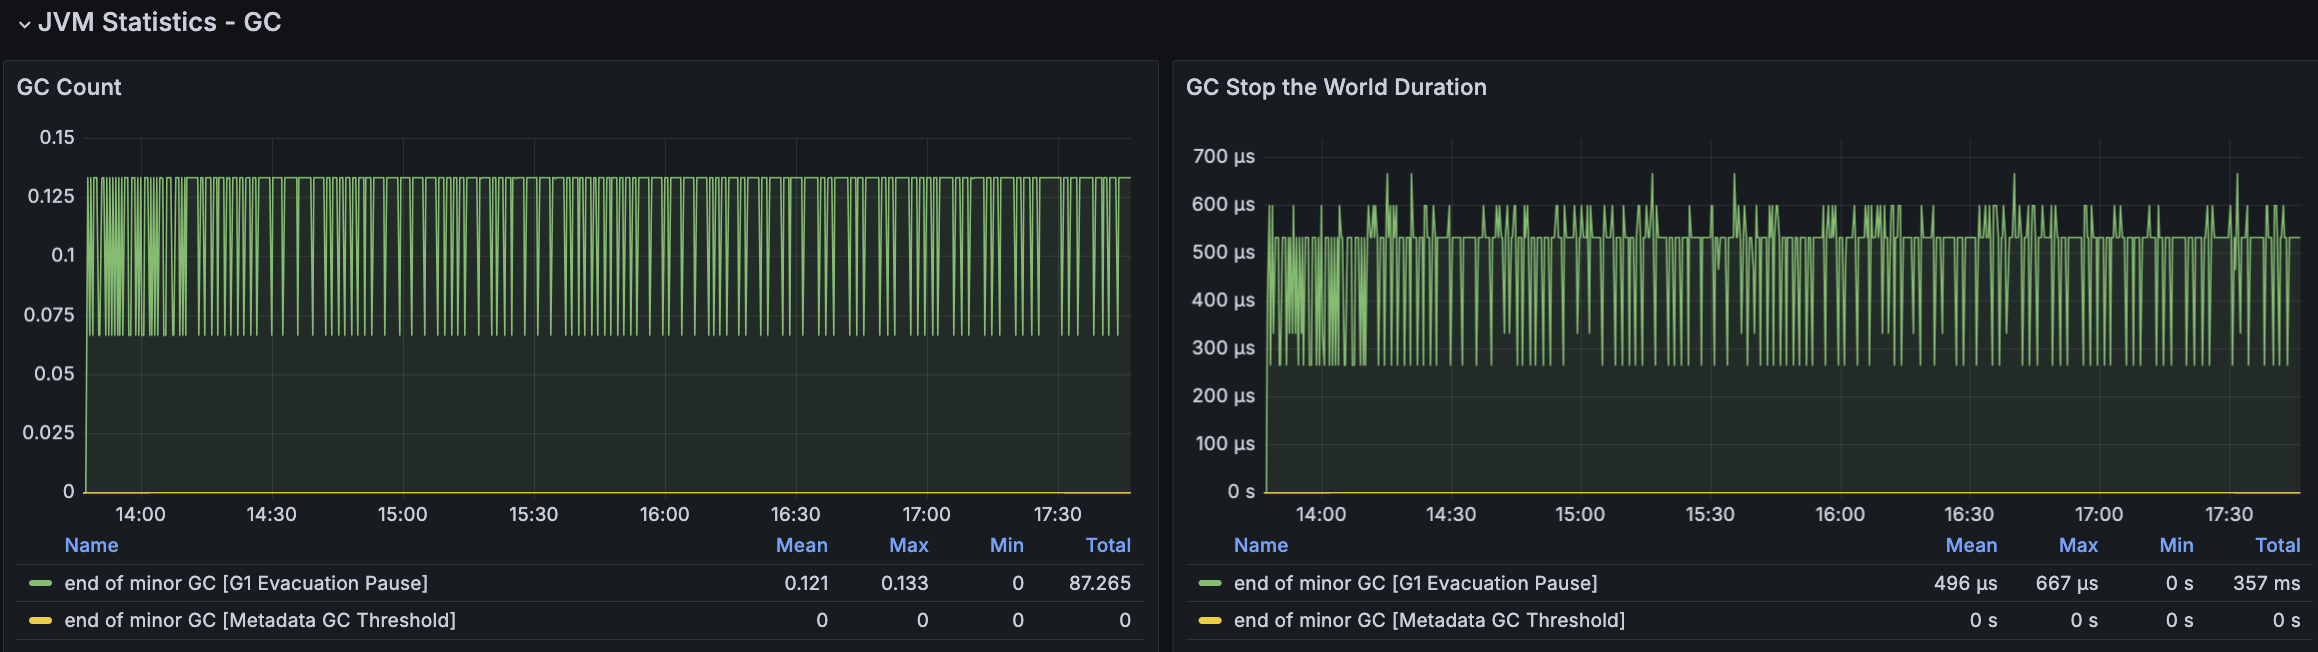 JVM Statistics - GC
GC Count
0.15
0.125
0.1
0.075
0.05
0.025
0
14:00 14:30 15:00 15:30 16:00 16:30 17:00 17:30
Name Mean Max Min Total
end of minor GC [G1 Evacuation Pause] 0.121 0.133 0 87.265
end of minor GC [Metadata GC Threshold] 0 0 0 0
GC Stop the World Duration
700 µs
600 µs
500 µs
400 µs
300 µs
200 µs
100 µs
0 s
14:00 14:30 15:00 15:30 16:00 16:30 17:00 17:30
Name Mean Max Min Total
end of minor GC [G1 Evacuation Pause] 496 µs 667 µs 0 s 357 ms
end of minor GC [Metadata GC Threshold] 0 s 0 s 0 s 0 s